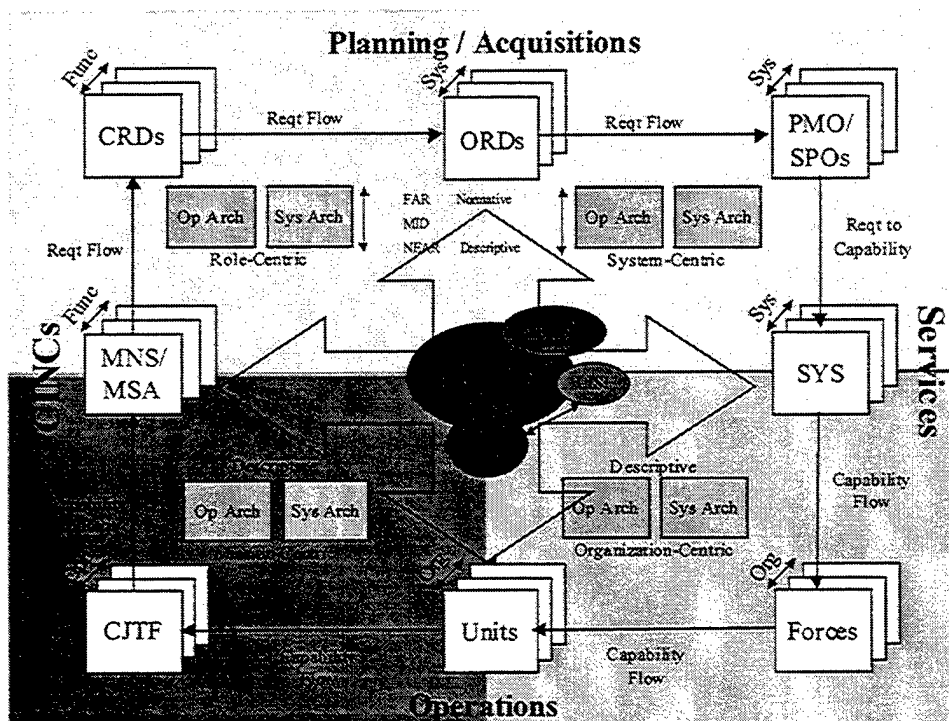 Planning / Acquisitions
Func
Sys
Sys
CRDs
Reqt Flow
ORDs
Reqt Flow
PMO/
SPOs
Op Arch
Sys Arch
FAR
Normative
MID
NEAR
Descriptive
Op Arch
Sys Arch
Reqt Flow
Role-Centric
System-Centric
Reqt to
Capability
Func
Sys
CINCs
MNS/
MSA
SYS
Services
Descriptive
Descriptive
Op Arch
Sys Arch
Op Arch
Sys Arch
Capability
Flow
Organization-Centric
Org
Org
CJTF
Units
Forces
Capability
Flow
Operations